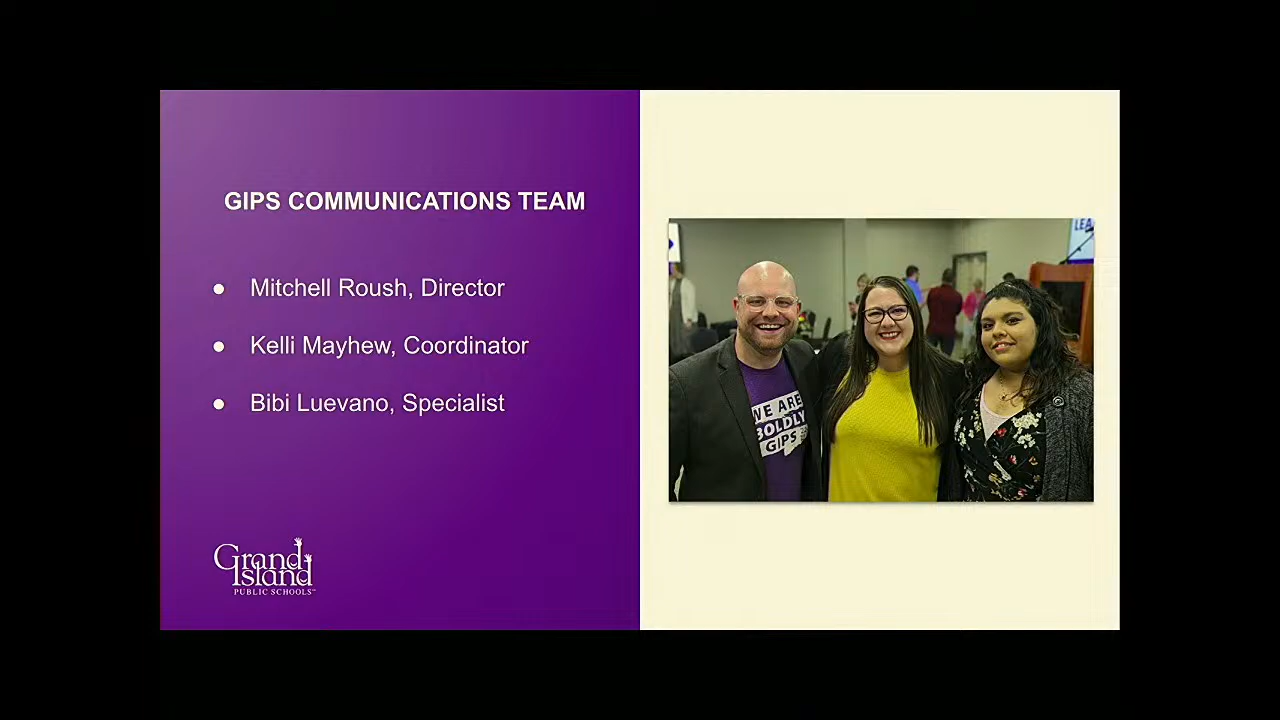 GIPS COMMUNICATIONS TEAM
● Mitchell Roush, Director
● Kelli Mayhew, Coordinator
● Bibi Luevano, Specialist
Grand
Island
PUBLIC SCHOOLS
LEA
WE ARE
BOLDLY
GIPS